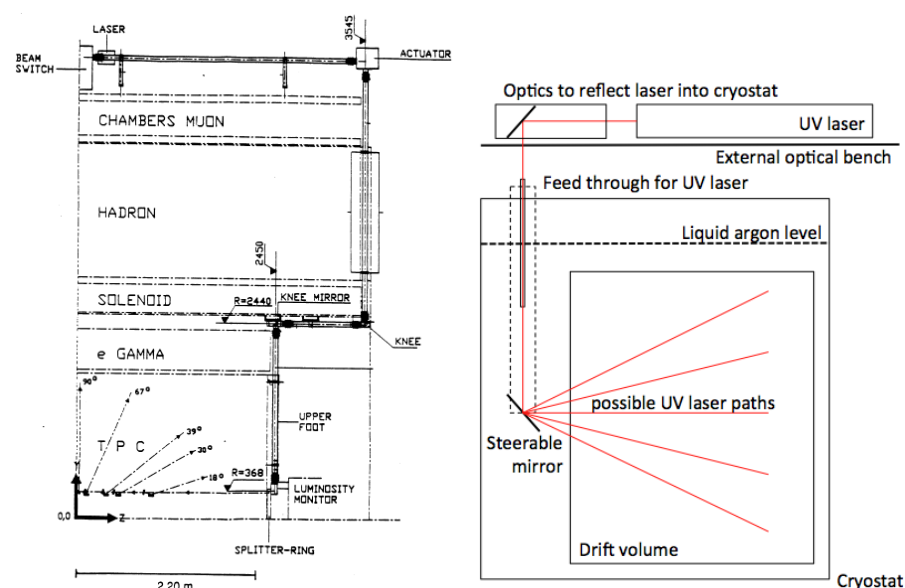 LASER
3545
ACTUATOR
BEAM
SWITCH
CHAMBERS MUON
HADRON
2450
SOLENOID
R=2440
KNEE MIRROR
KNEE
e GAMMA
90°
67°
T P C
39°
30°
18°
UPPER
FOOT
R=368
LUMINOSITY
MONITOR
Y
0,0
Z
SPLITTER-RING
2.20 m
Optics to reflect laser into cryostat
UV laser
External optical bench
Feed through for UV laser
Liquid argon level
possible UV laser paths
Steerable
mirror
Drift volume
Cryostat